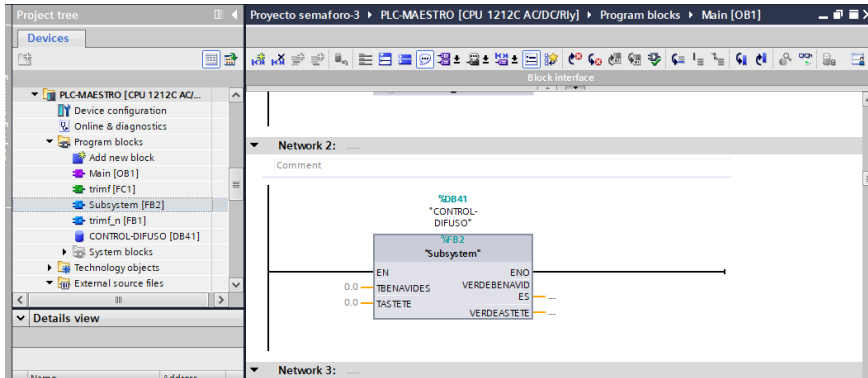 Project tree
Proyecto semaforo-3 ▸ PLC-MAESTRO [CPU 1212C AC/DC/Rly] ▸ Program blocks ▸ Main [OB1]
Devices
Block interface
PLC-MAESTRO [CPU 1212C AC/...
Device configuration
Online & diagnostics
Program blocks
Add new block
Main [OB1]
trimf [FC1]
Subsystem [FB2]
trimf_n [FB1]
CONTROL-DIFUSO [DB41]
System blocks
Technology objects
External source files
Details view
Network 2:
Comment
%DB41
"CONTROL-
DIFUSO"
%FB2
"Subsystem"
EN
ENO
0.0
TBENAVIDES
VERDEBENAVID
ES
...
0.0
TASTETE
VERDEASTETE
...
Network 3: